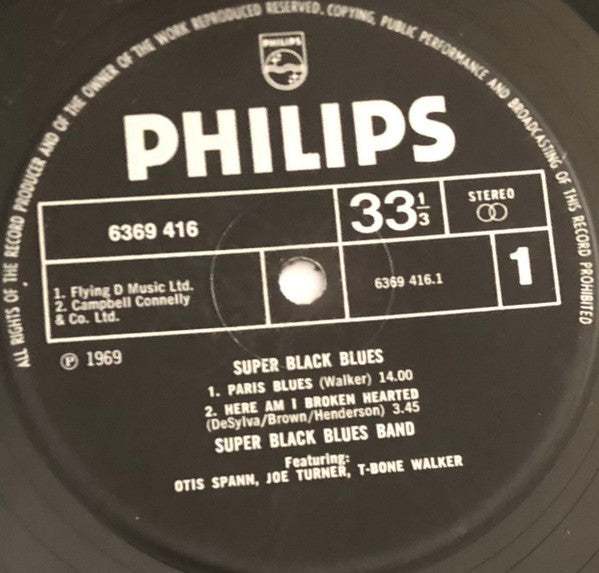 ALL RIGHTS OF THE RECORD PRODUCER AND OF THE OWNER OF THE WORK REPRODUCED RESERVED. COPYING, PUBLIC PERFORMANCE AND BROADCASTING OF THIS RECORD PROHIBITED
PHILIPS
PHILIPS
6369 416
33 1/3
STEREO
1. Flying D Music Ltd.
2. Campbell Connelly
& Co. Ltd.
6369 416.1
1
℗ 1969
SUPER BLACK BLUES
1. PARIS BLUES (Walker) 14.00
2. HERE AM I BROKEN HEARTED
(DeSylva/Brown/Henderson) 3.45
SUPER BLACK BLUES BAND
Featuring:
OTIS SPANN, JOE TURNER, T-BONE WALKER